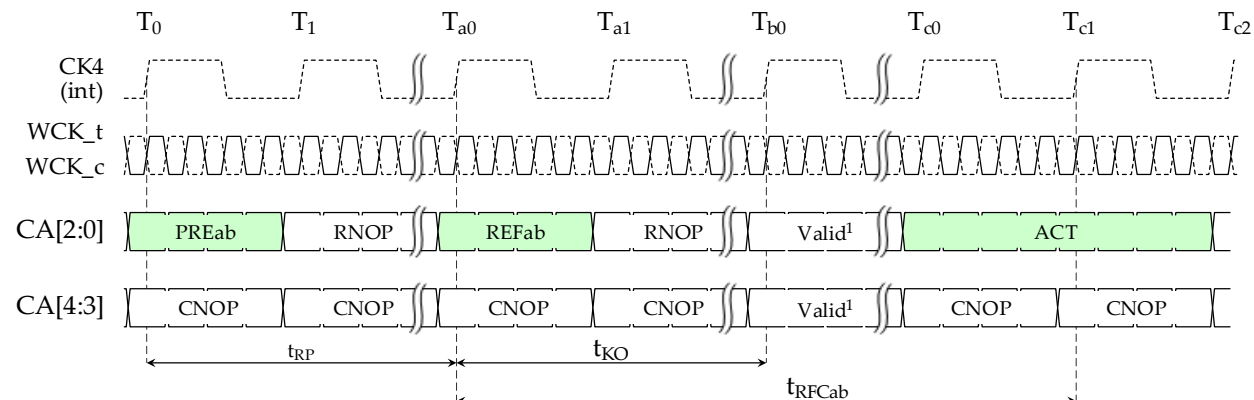 T0 T1 Ta0 Ta1 Tb0 Tc0 Tc1 Tc2
CK4
(int)
WCK_t
WCK_c
CA[2:0] PREab RNOP REFab RNOP Valid¹ ACT
CA[4:3] CNOP CNOP CNOP CNOP Valid¹ CNOP CNOP
tRP tKO
tRFCab